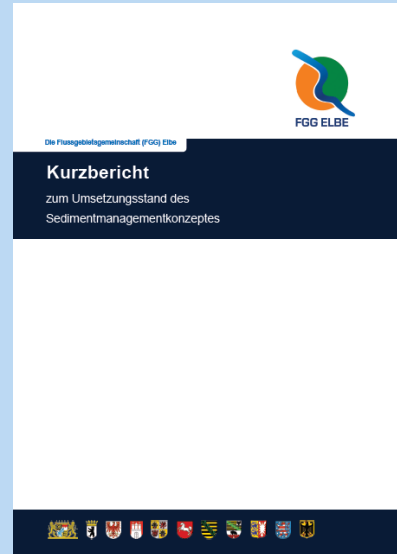 FGG ELBE
Die Flussgebietsgemeinschaft (FGG) Elbe
Kurzbericht
zum Umsetzungsstand des
Sedimentmanagementkonzeptes